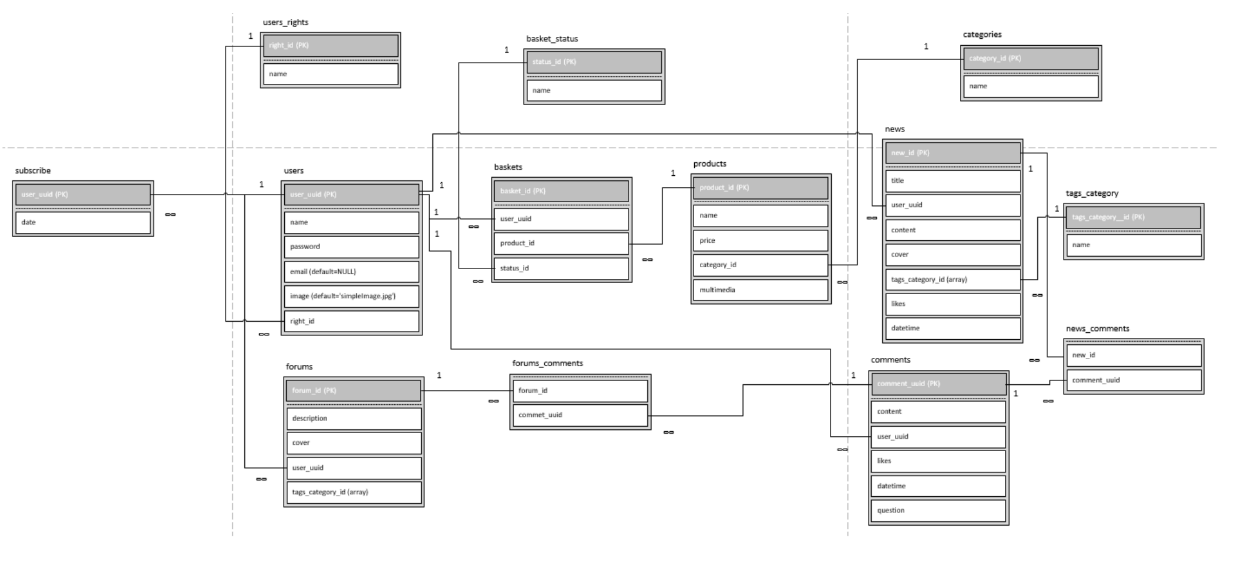 users_rights
1
right_id (PK)
name
basket_status
1
status_id (PK)
name
categories
1
category_id (PK)
name
subscribe
user_uuid (PK)
date
∞
users
1
user_uuid (PK)
1
name
1
password
1
email (default=NULL)
image (default='simpleImage.jpg')
right_id
∞
baskets
basket_id (PK)
user_uuid
∞
product_id
∞
status_id
∞
products
1
product_id (PK)
name
price
category_id
∞
multimedia
news
new_id (PK)
1
title
user_uuid
∞
content
cover
tags_category_id (array)
∞
likes
datetime
tags_category
1
tags_category__id (PK)
name
news_comments
∞
new_id
comment_uuid
∞
forums
forum_id (PK)
1
description
cover
user_uuid
∞
tags_category_id (array)
forums_comments
forum_id
∞
commet_uuid
∞
comments
1
comment_uuid (PK)
1
content
user_uuid
∞
likes
datetime
question